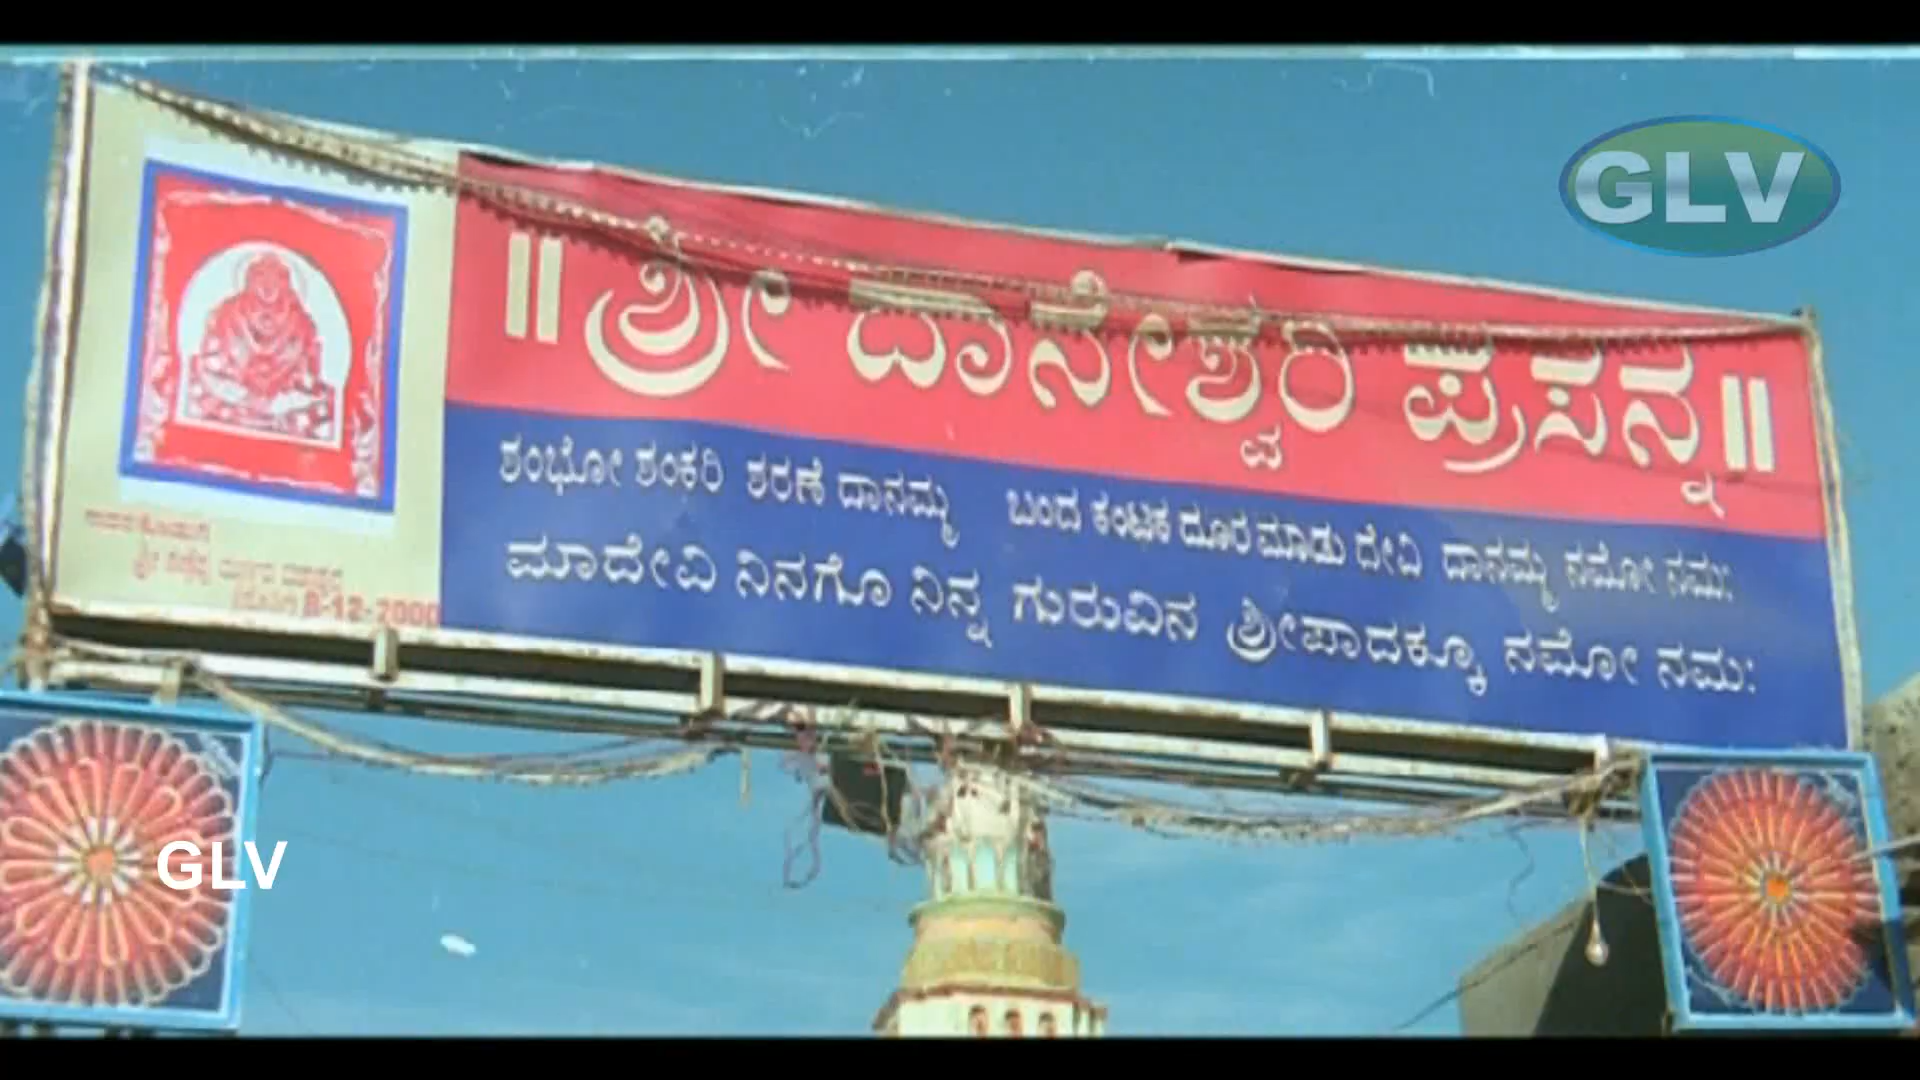 GLV
॥ ಶ್ರೀ ದಾನೇಶ್ವರಿ ಪ್ರಸನ್ನ ॥
ಶಂಭೋ ಶಂಕರಿ ಶರಣೆ ದಾನಮ್ಮ ಬಂದ ಕಂಟಕ ದೂರ ಮಾಡು ದೇವಿ ದಾನಮ್ಮ ನಮೋ ನಮಃ
ಮಾದೇವಿ ನಿನಗೊ ನಿನ್ನ ಗುರುವಿನ ಶ್ರೀಪಾದಕ್ಕೂ ನಮೋ ನಮಃ
8-12-2000
GLV